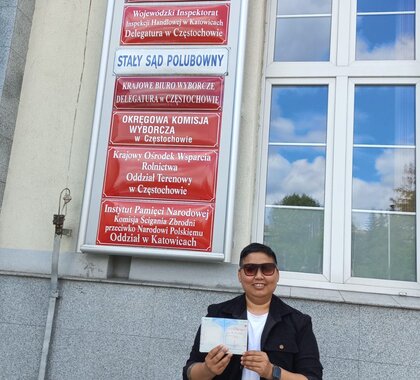 Wojewódzki Inspektorat
Inspekcji Handlowej w Katowicach
Delegatura w Częstochowie
STAŁY SĄD POLUBOWNY
KRAJOWE BIURO WYBORCZE
DELEGATURA w CZĘSTOCHOWIE
OKRĘGOWA KOMISJA
WYBORCZA
w Częstochowie
Krajowy Ośrodek Wsparcia
Rolnictwa
Oddział Terenowy
w Częstochowie
Instytut Pamięci Narodowej
Komisja Ścigania Zbrodni
przeciwko Narodowi Polskiemu
Oddział w Katowicach